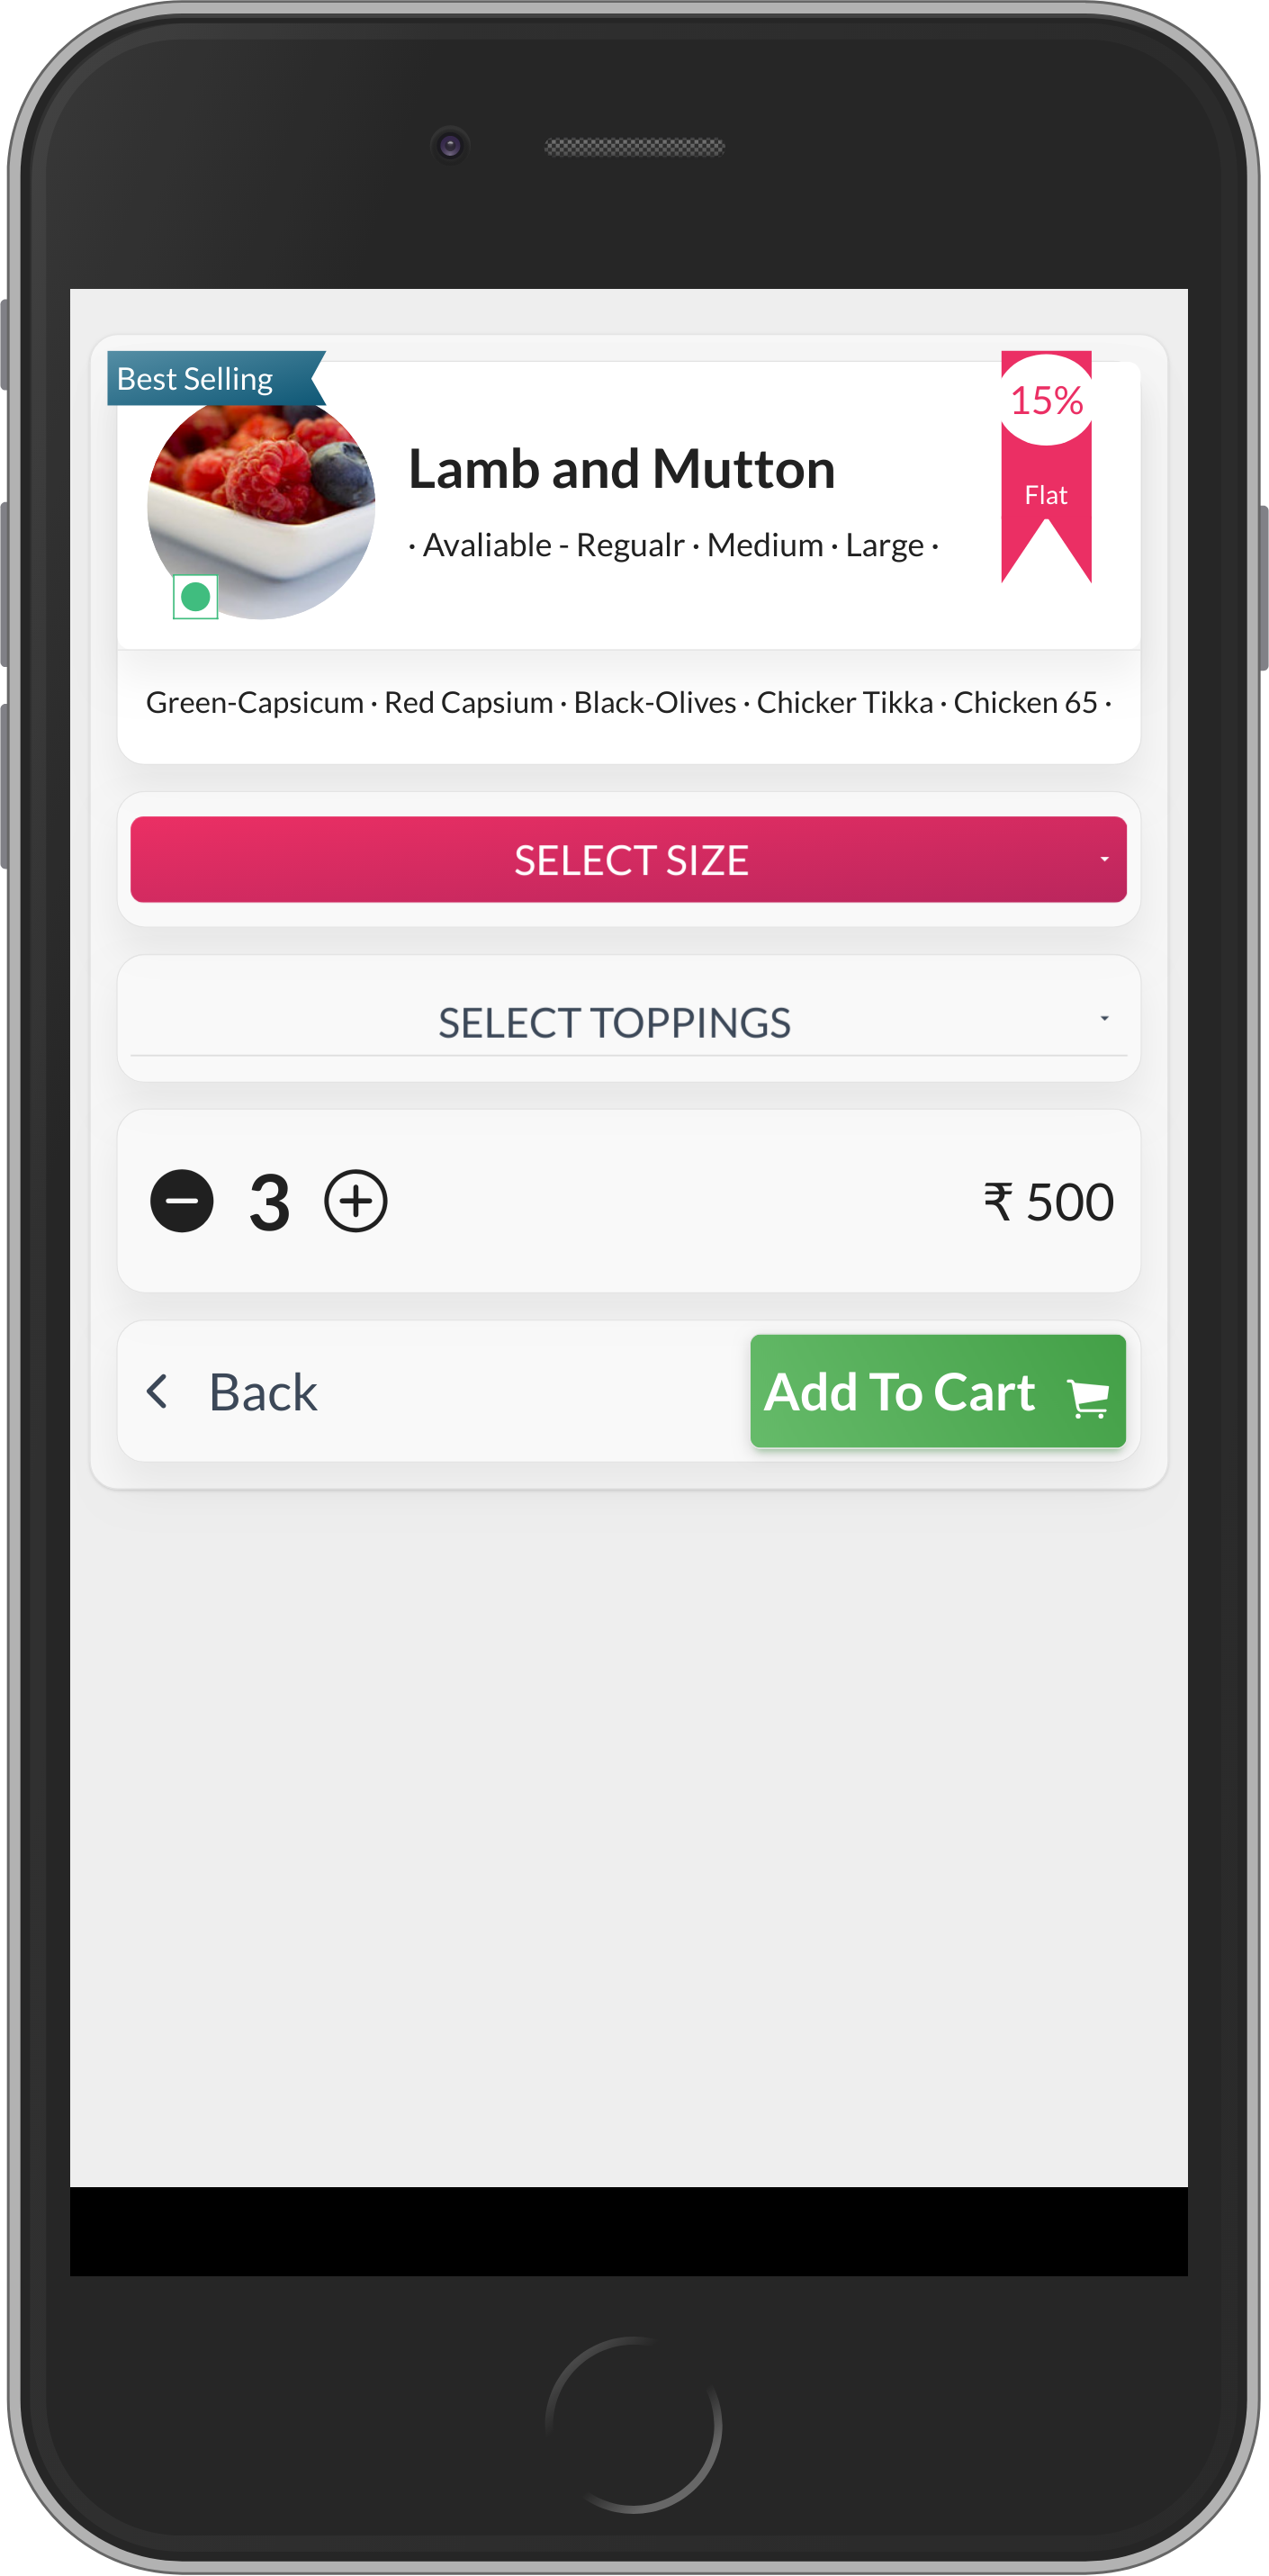 Best Selling
15%
Lamb and Mutton
Flat
· Avaliable - Regualr · Medium · Large ·
Green-Capsicum · Red Capsium · Black-Olives · Chicker Tikka · Chicken 65 ·
SELECT SIZE
SELECT TOPPINGS
3 ₹ 500
Back Add To Cart